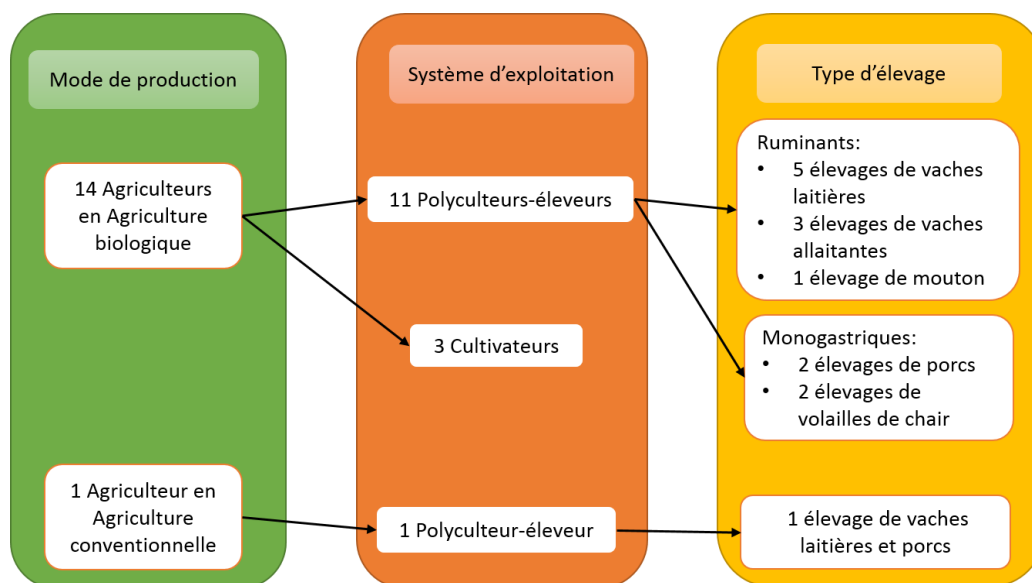 Mode de production
14 Agriculteurs
en Agriculture
biologique
1 Agriculteur en
Agriculture
conventionnelle
Système d'exploitation
11 Polyculteurs-éleveurs
3 Cultivateurs
1 Polyculteur-éleveur
Type d'élevage
Ruminants:
• 5 élevages de vaches
laitières
• 3 élevages de vaches
allaitantes
• 1 élevage de mouton
Monogastriques:
• 2 élevages de porcs
• 2 élevages de
volailles de chair
1 élevage de vaches
laitières et porcs